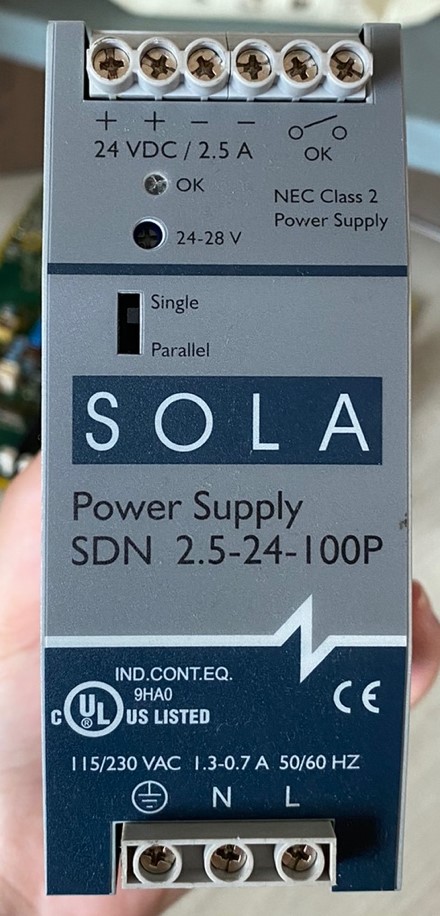 + + − −
24 VDC / 2.5 A
OK
OK
NEC Class 2
Power Supply
24-28 V
Single
Parallel
SOLA
Power Supply
SDN 2.5-24-100P
IND.CONT.EQ.
9HA0
C UL ® US LISTED
CE
115/230 VAC 1.3-0.7 A 50/60 HZ
N L